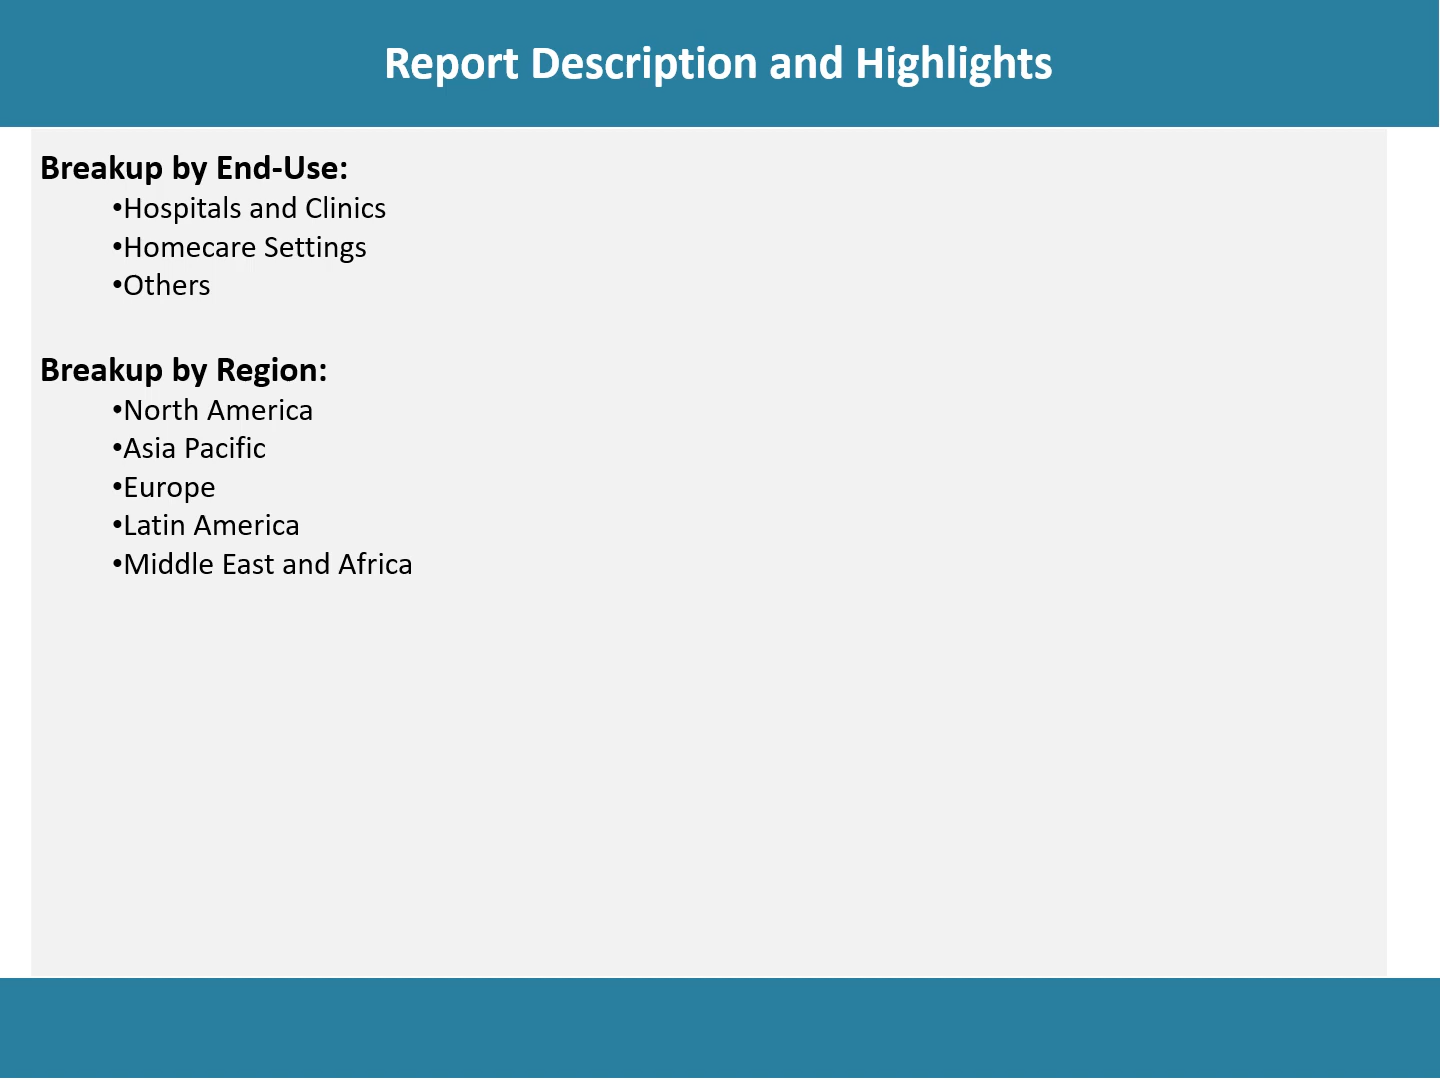 Report Description and Highlights
Breakup by End-Use:
•Hospitals and Clinics
•Homecare Settings
•Others
Breakup by Region:
•North America
•Asia Pacific
•Europe
•Latin America
•Middle East and Africa